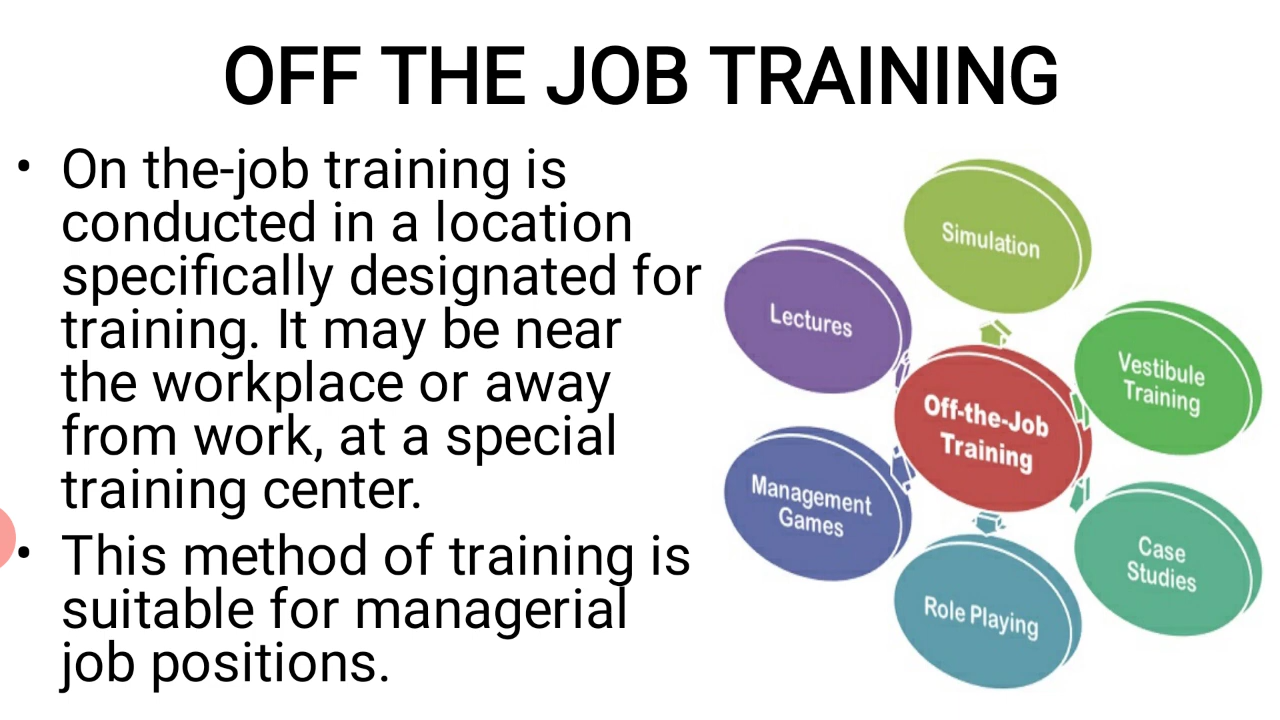 OFF THE JOB TRAINING
• On the-job training is
conducted in a location
specifically designated for
training. It may be near
the workplace or away
from work, at a special
training center.
• This method of training is
suitable for managerial
job positions.
Simulation
Lectures
Vestibule
Training
Off-the-Job
Training
Management
Games
Case
Studies
Role Playing